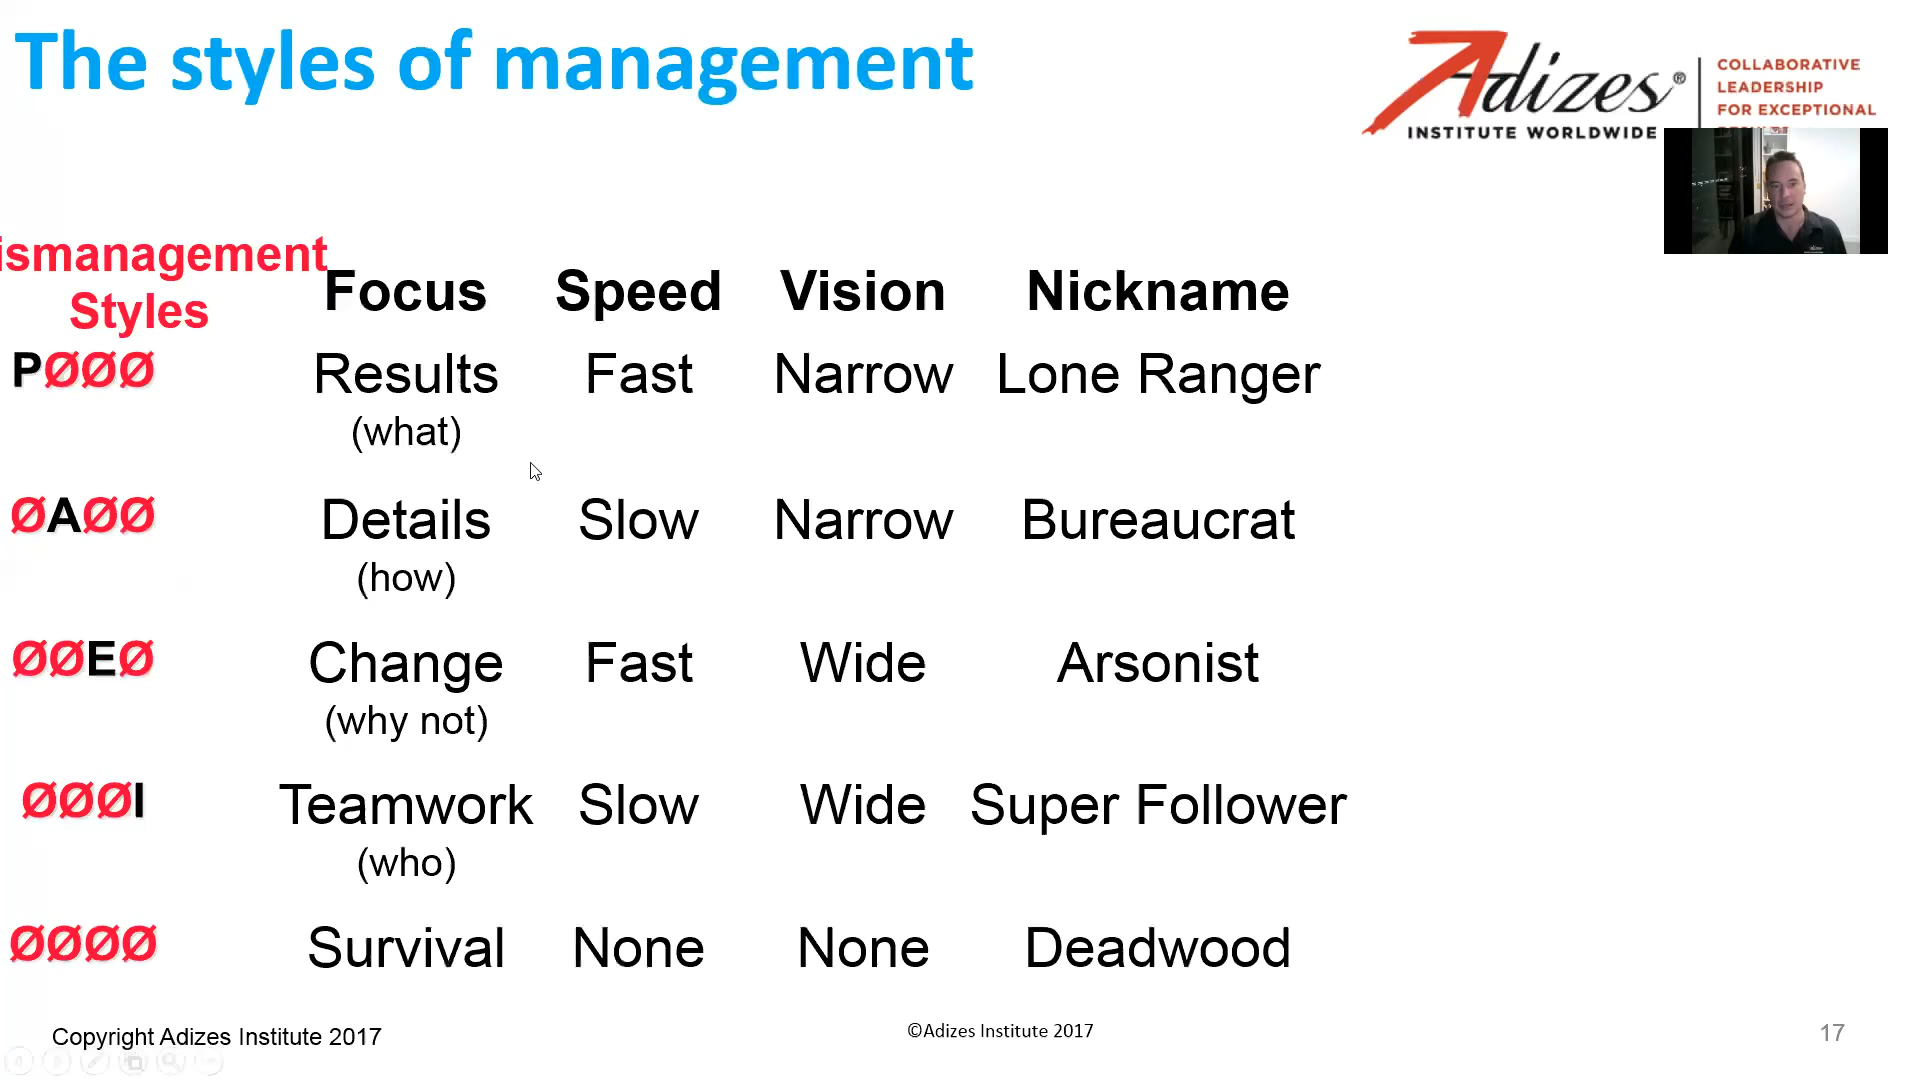 The styles of management
Adizes®
INSTITUTE WORLDWIDE
COLLABORATIVE
LEADERSHIP
FOR EXCEPTIONAL
ismanagement
Styles
Focus Speed Vision Nickname
PØØØ Results Fast Narrow Lone Ranger
(what)
ØAØØ Details Slow Narrow Bureaucrat
(how)
ØØEØ Change Fast Wide Arsonist
(why not)
ØØØI Teamwork Slow Wide Super Follower
(who)
ØØØØ Survival None None Deadwood
Copyright Adizes Institute 2017
©Adizes Institute 2017
17